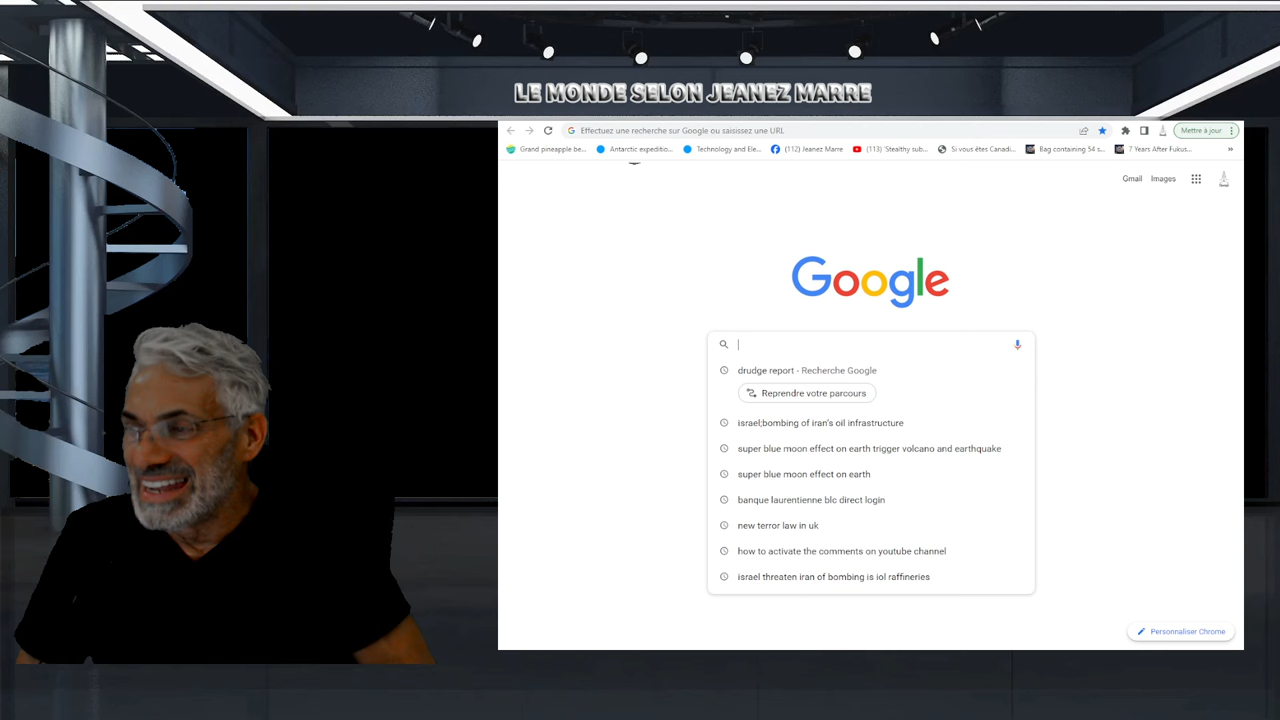 LE MONDE SELON JEANEZ MARRE
Effectuez une recherche sur Google ou saisissez une URL
Mettre à jour
Grand pineapple be...
Antarctic expeditio...
Technology and Ele...
(112) Jeanez Marre
(113) 'Stealthy sub...
Si vous êtes Canadi...
Bag containing 54 s...
7 Years After Fukus...
»
Gmail Images
Google
drudge report - Recherche Google
Reprendre votre parcours
israel;bombing of iran's oil infrastructure
super blue moon effect on earth trigger volcano and earthquake
super blue moon effect on earth
banque laurentienne blc direct login
new terror law in uk
how to activate the comments on youtube channel
israel threaten iran of bombing is iol raffineries
Personnaliser Chrome